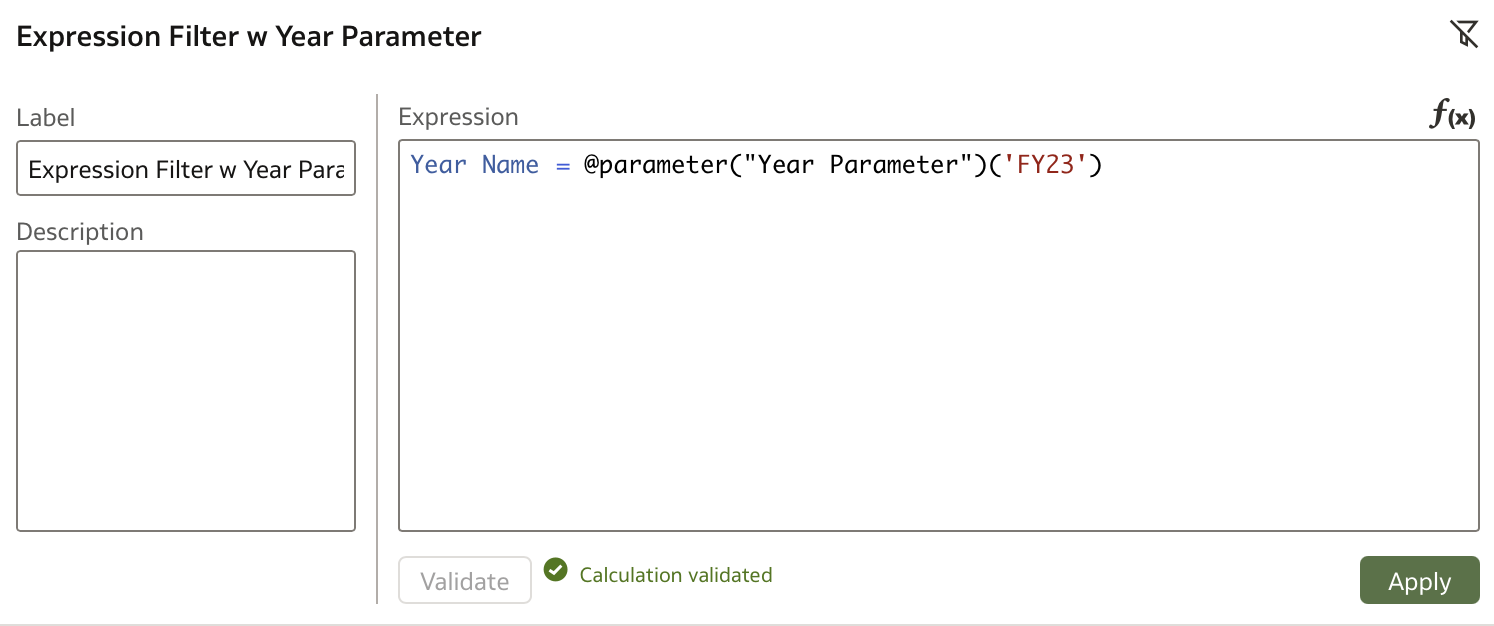 Expression Filter w Year Parameter
Label
Expression Filter w Year Para
Description
Expression
f(x)
Year Name = @parameter("Year Parameter")('FY23')
Validate
Calculation validated
Apply